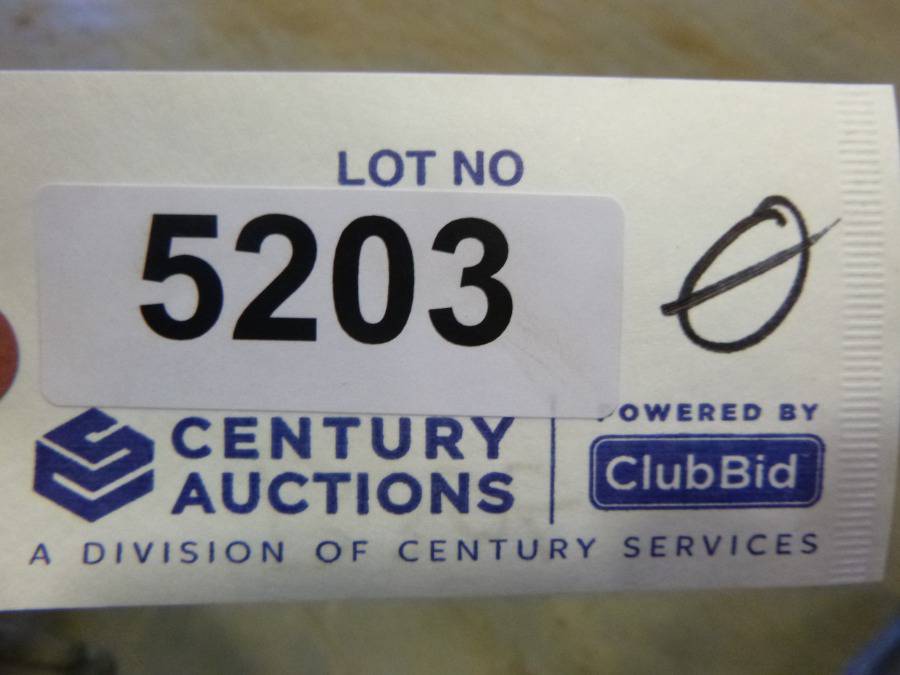 LOT NO
5203
Ø
CENTURY
AUCTIONS
POWERED BY
ClubBid
A DIVISION OF CENTURY SERVICES